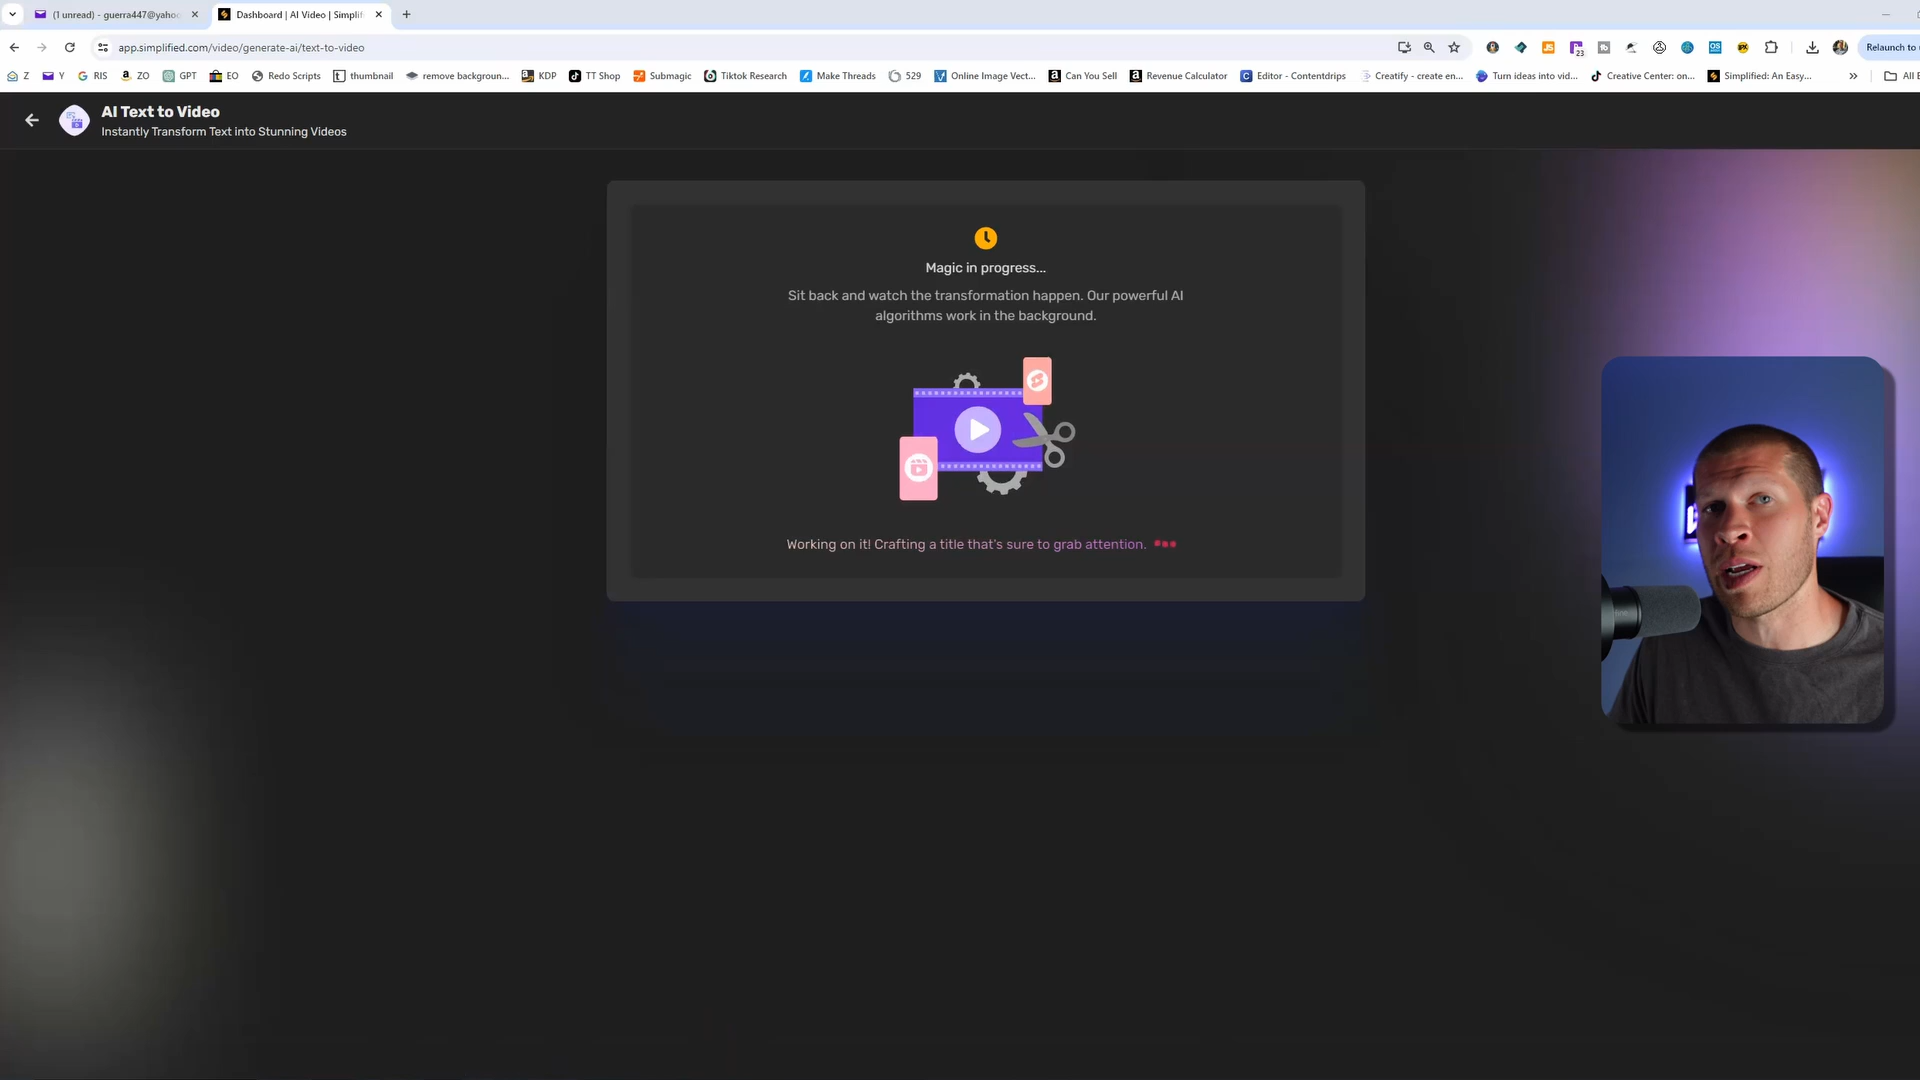 (1 unread) - guerra447@yahoo
Dashboard | AI Video | Simplifi
app.simplified.com/video/generate-ai/text-to-video
Relaunch to
Z
Y
RIS
ZO
GPT
EO
Redo Scripts
thumbnail
remove backgroun...
KDP
TT Shop
Submagic
Tiktok Research
Make Threads
529
Online Image Vect...
Can You Sell
Revenue Calculator
Editor - Contentdrips
Creatify - create en...
Turn ideas into vid...
Creative Center: on...
Simplified: An Easy...
All B
23
AI Text to Video
Instantly Transform Text into Stunning Videos
Magic in progress...
Sit back and watch the transformation happen. Our powerful AI
algorithms work in the background.
Working on it! Crafting a title that's sure to grab attention.